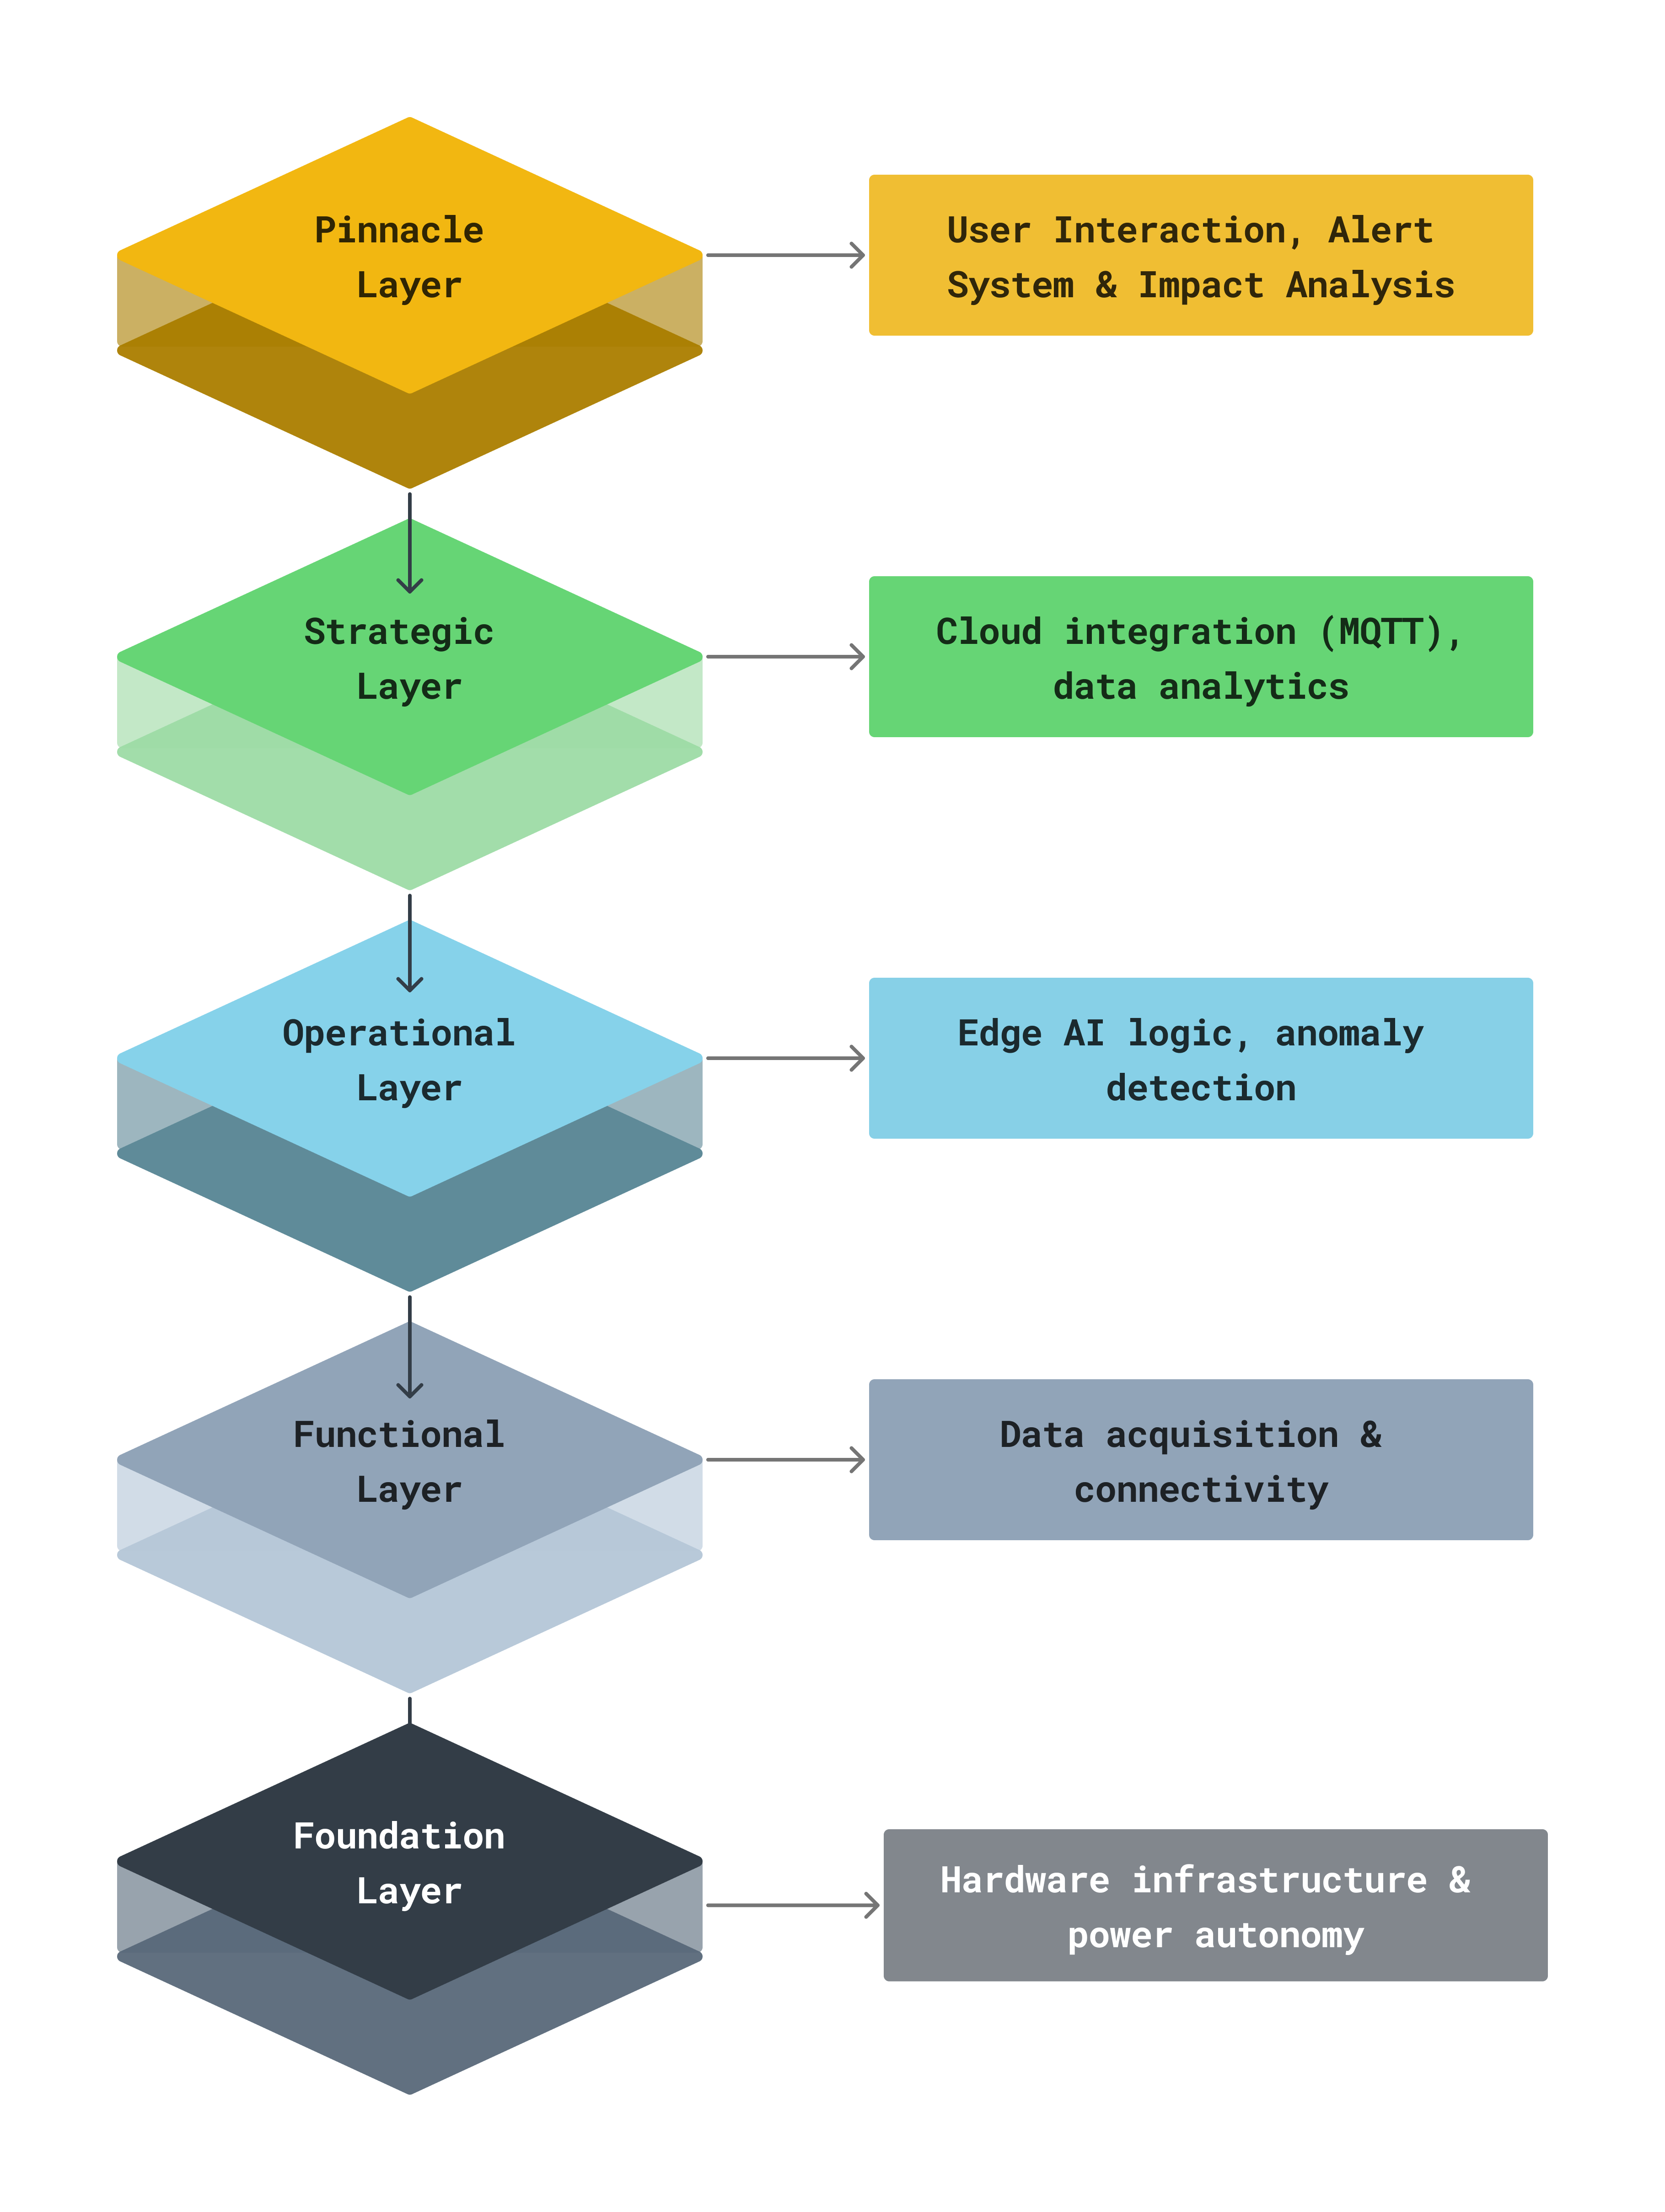 Pinnacle
Layer
User Interaction, Alert
System & Impact Analysis
Strategic
Layer
Cloud integration (MQTT),
data analytics
Operational
Layer
Edge AI logic, anomaly
detection
Functional
Layer
Data acquisition &
connectivity
Foundation
Layer
Hardware infrastructure &
power autonomy